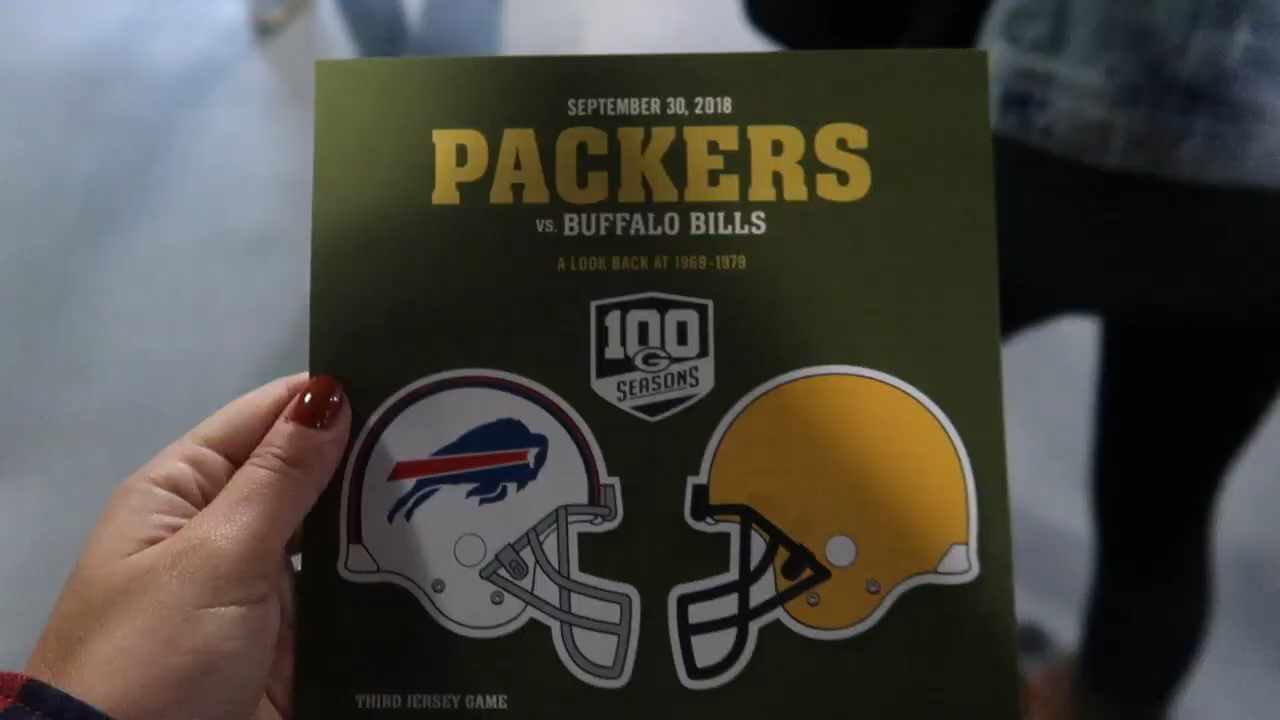 SEPTEMBER 30, 2018
PACKERS
VS. BUFFALO BILLS
A LOOK BACK AT 1969-1979
100
G
SEASONS
THIRD JERSEY GAME